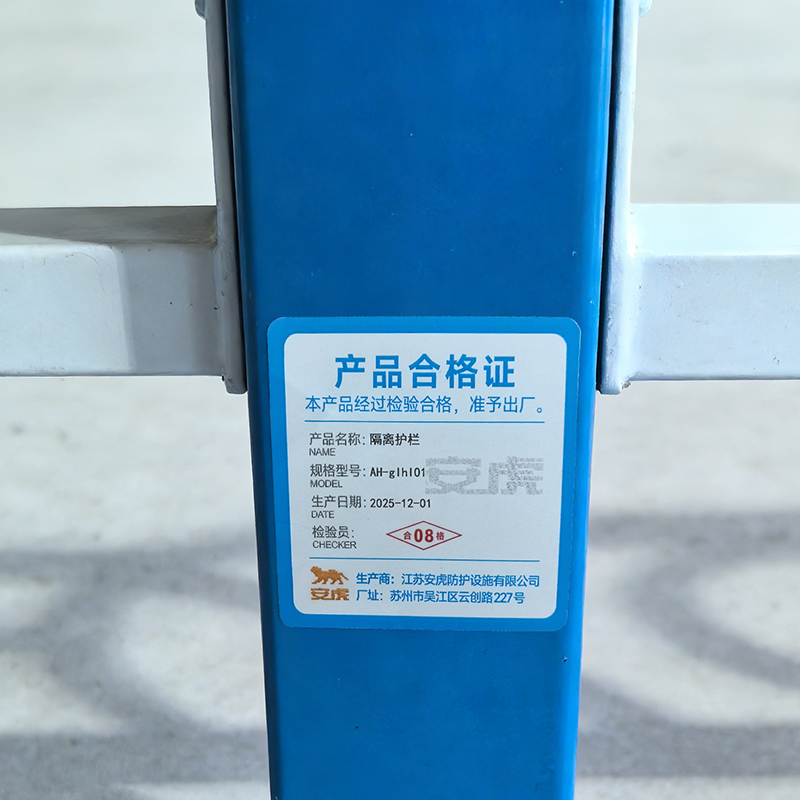 产品合格证
本产品经过检验合格，准予出厂。
产品名称：隔离护栏
NAME
规格型号：AH-glhl01
MODEL
安虎
生产日期：2025-12-01
DATE
检验员：
CHECKER
合08格
生产商：江苏安虎防护设施有限公司
安虎
厂址：苏州市吴江区云创路227号